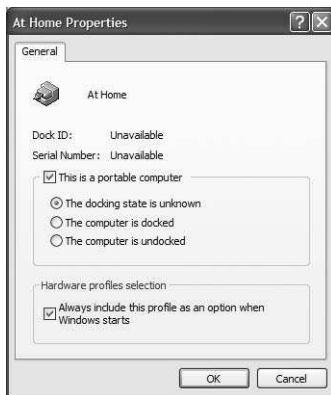 At Home Properties
General
At Home
Dock ID: Unavailable
Serial Number: Unavailable
This is a portable computer
The docking state is unknown
The computer is docked
The computer is undocked
Hardware profiles selection
Always include this profile as an option when
Windows starts
OK Cancel